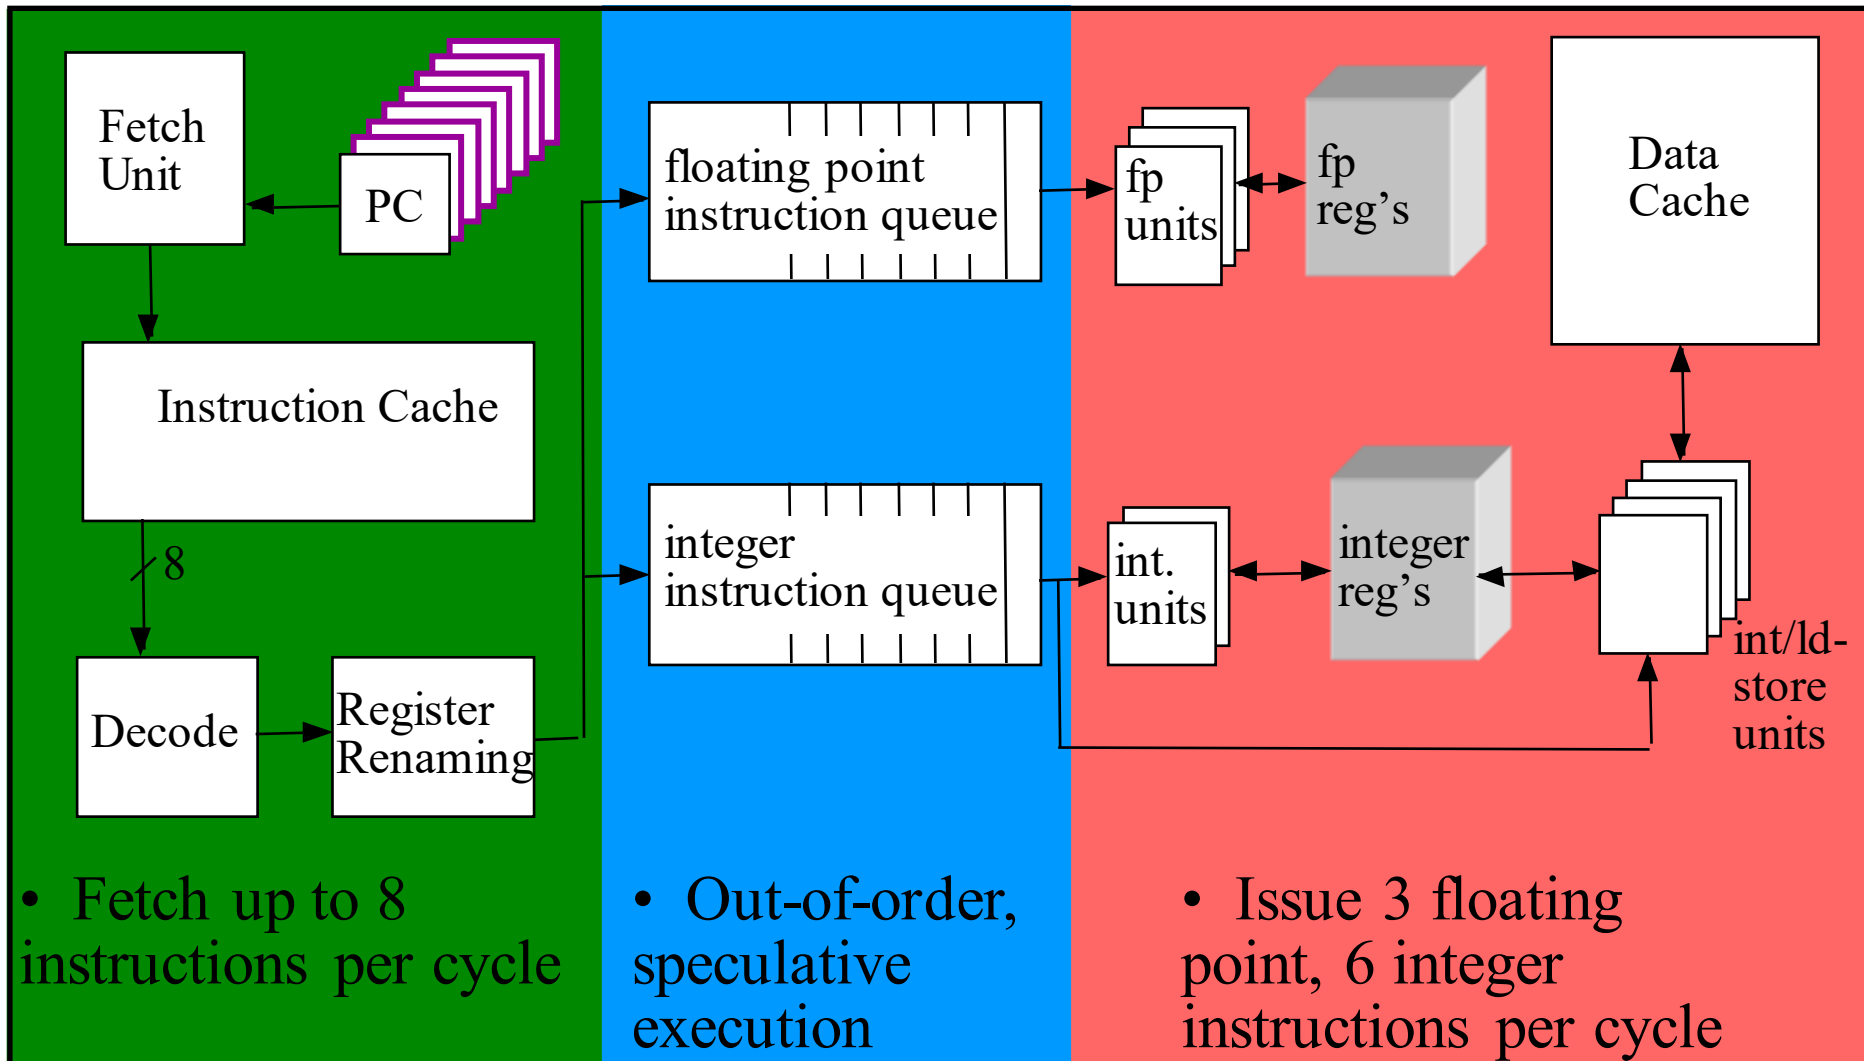 Fetch
Unit
PC
Instruction Cache
8
Decode
Register
Renaming
floating point
instruction queue
integer
instruction queue
fp
units
fp
reg’s
Data
Cache
int.
units
integer
reg’s
int/ld-
store
units
• Fetch up to 8
instructions per cycle
• Out-of-order,
speculative
execution
• Issue 3 floating
point, 6 integer
instructions per cycle